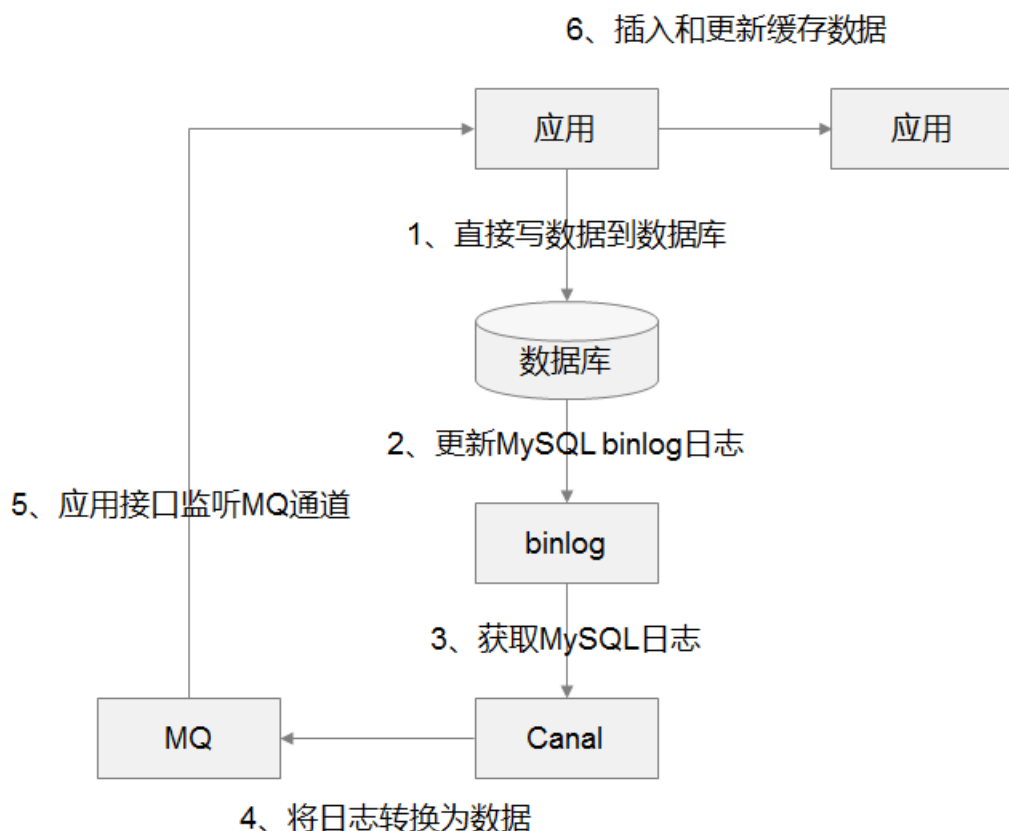 6、插入和更新缓存数据
应用
应用
1、直接写数据到数据库
数据库
2、更新MySQL binlog日志
5、应用接口监听MQ通道
binlog
3、获取MySQL日志
MQ
Canal
4、将日志转换为数据